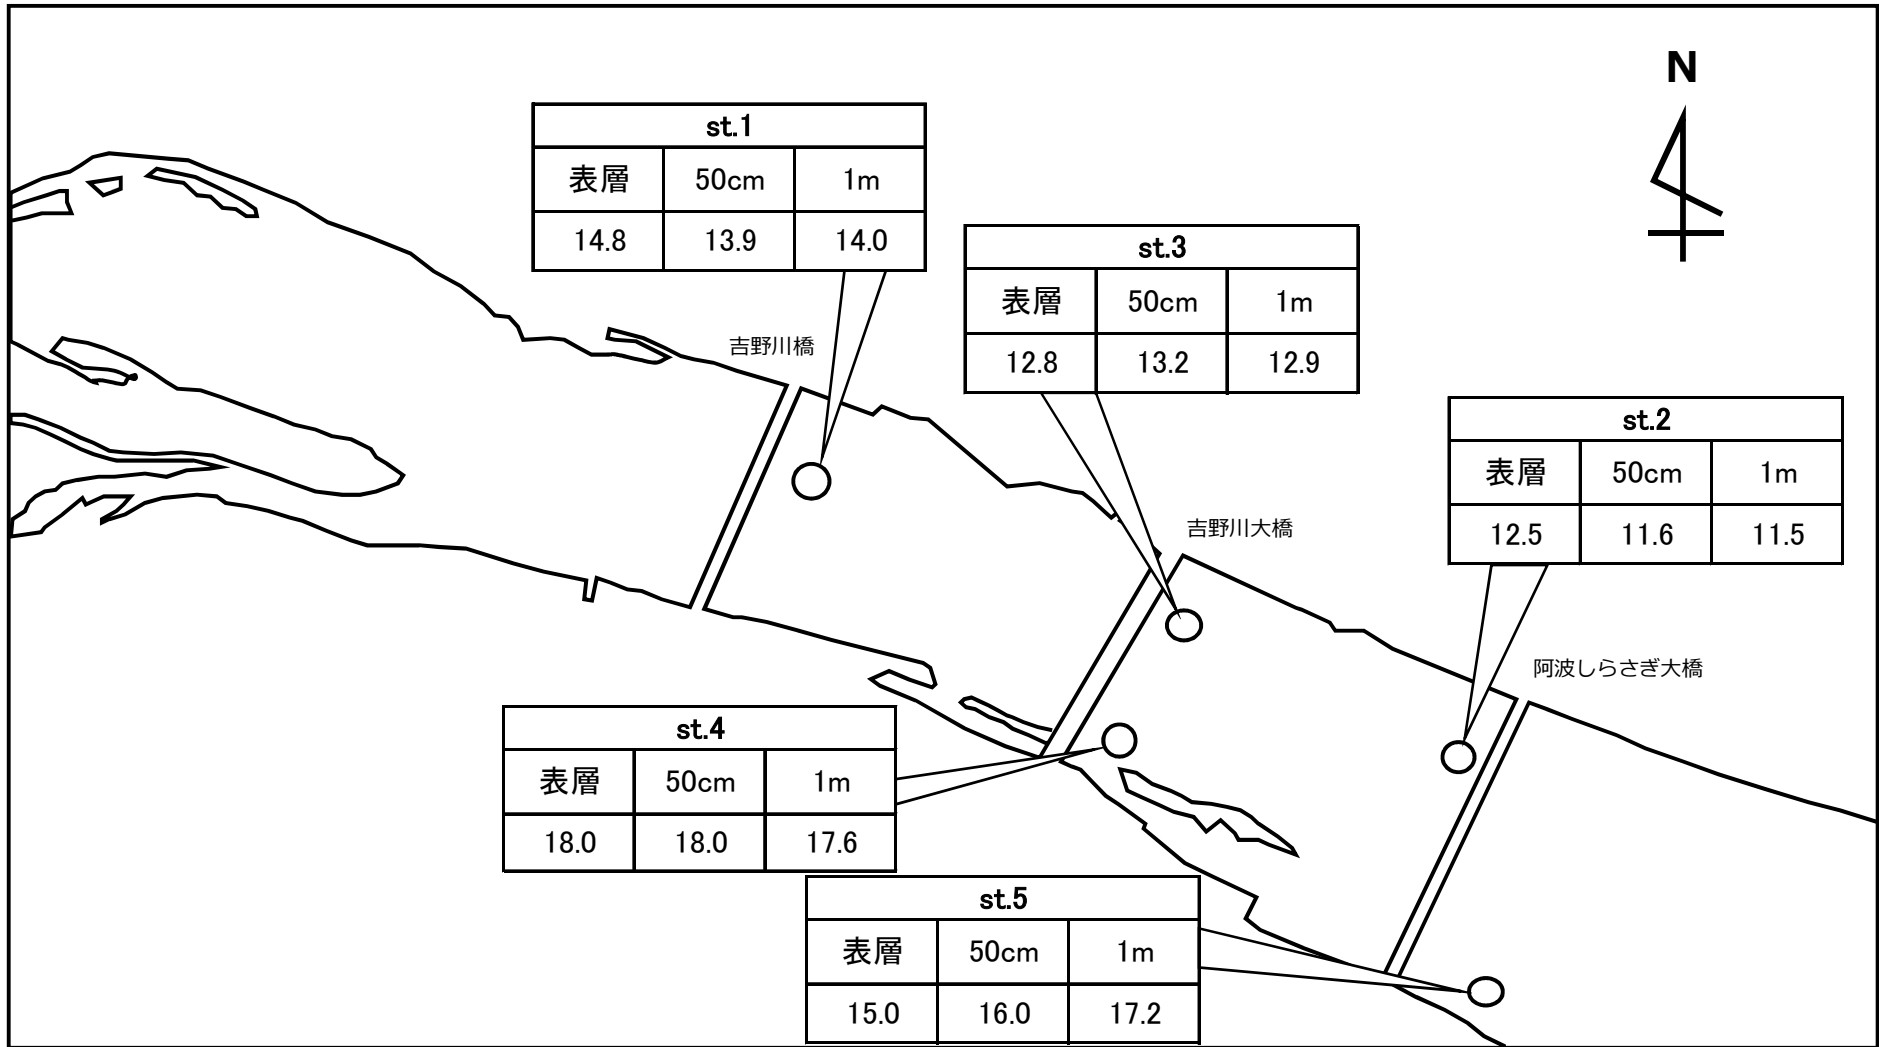 N
st.1
表層 50cm 1m
14.8 13.9 14.0
st.3
表層 50cm 1m
12.8 13.2 12.9
吉野川橋
st.2
表層 50cm 1m
12.5 11.6 11.5
吉野川大橋
阿波しらさぎ大橋
st.4
表層 50cm 1m
18.0 18.0 17.6
st.5
表層 50cm 1m
15.0 16.0 17.2